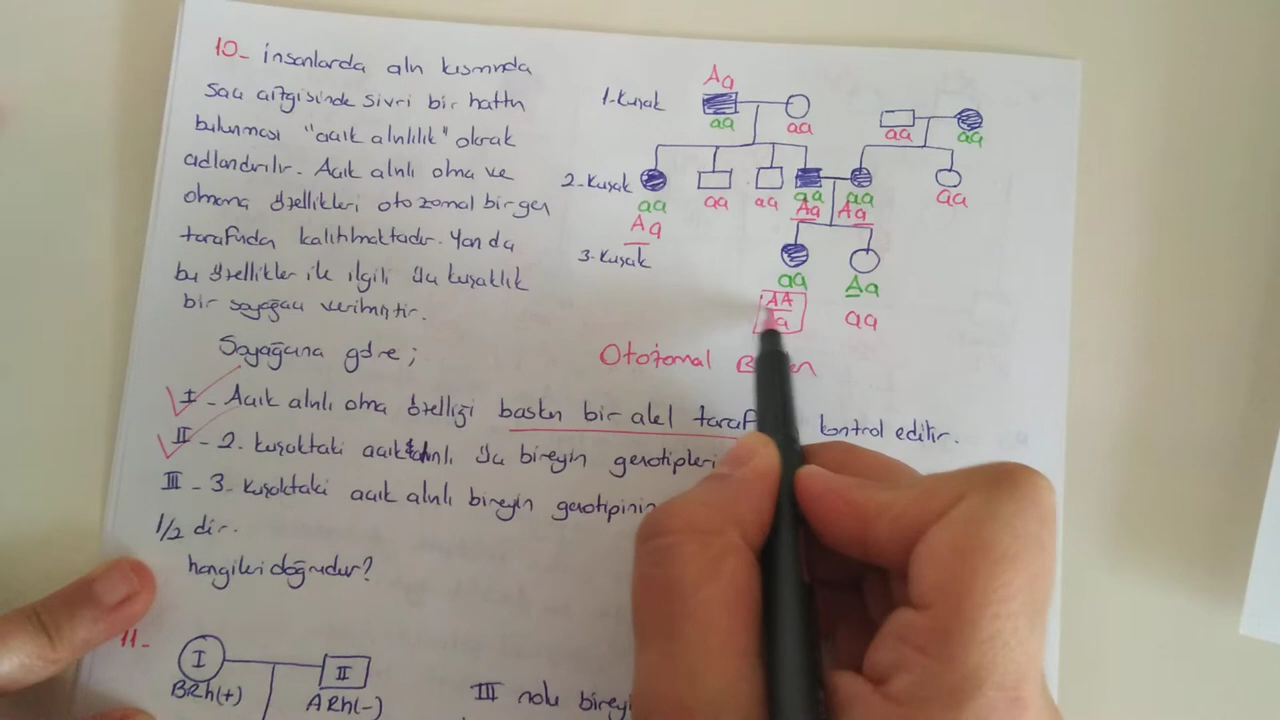 10- insanlarda alın kısmında
saç çizgisinde sivri bir hattın
bulunması "açık alınlılık" olarak
adlandırılır. Açık alınlı olma ve
olmama özellikleri otozomal bir gen
tarafından kalıtılmaktadır. Yanda
bu özellikler ile ilgili üç kuşaklık
bir soyağacı verilmiştir.
Soyağacına göre;
I - Açık alınlı olma özelliği baskın bir alel taraf kontrol edilir.
II - 2. kuşaktaki açık alınlı üç bireyin genotipleri
III - 3. kuşaktaki açık alınlı bireyin genotipinin
1/2 dir.
hangileri doğrudur?
1. Kuşak
Aa
aa
aa
aa
aa
2. Kuşak
aa
Aa
aa
aa
aa
Aa
aa
Aa
aa
3. Kuşak
aa
AA
Aa
aa
Otozomal
11-
I
II
BRh(+)
ARh(-)
III nolu